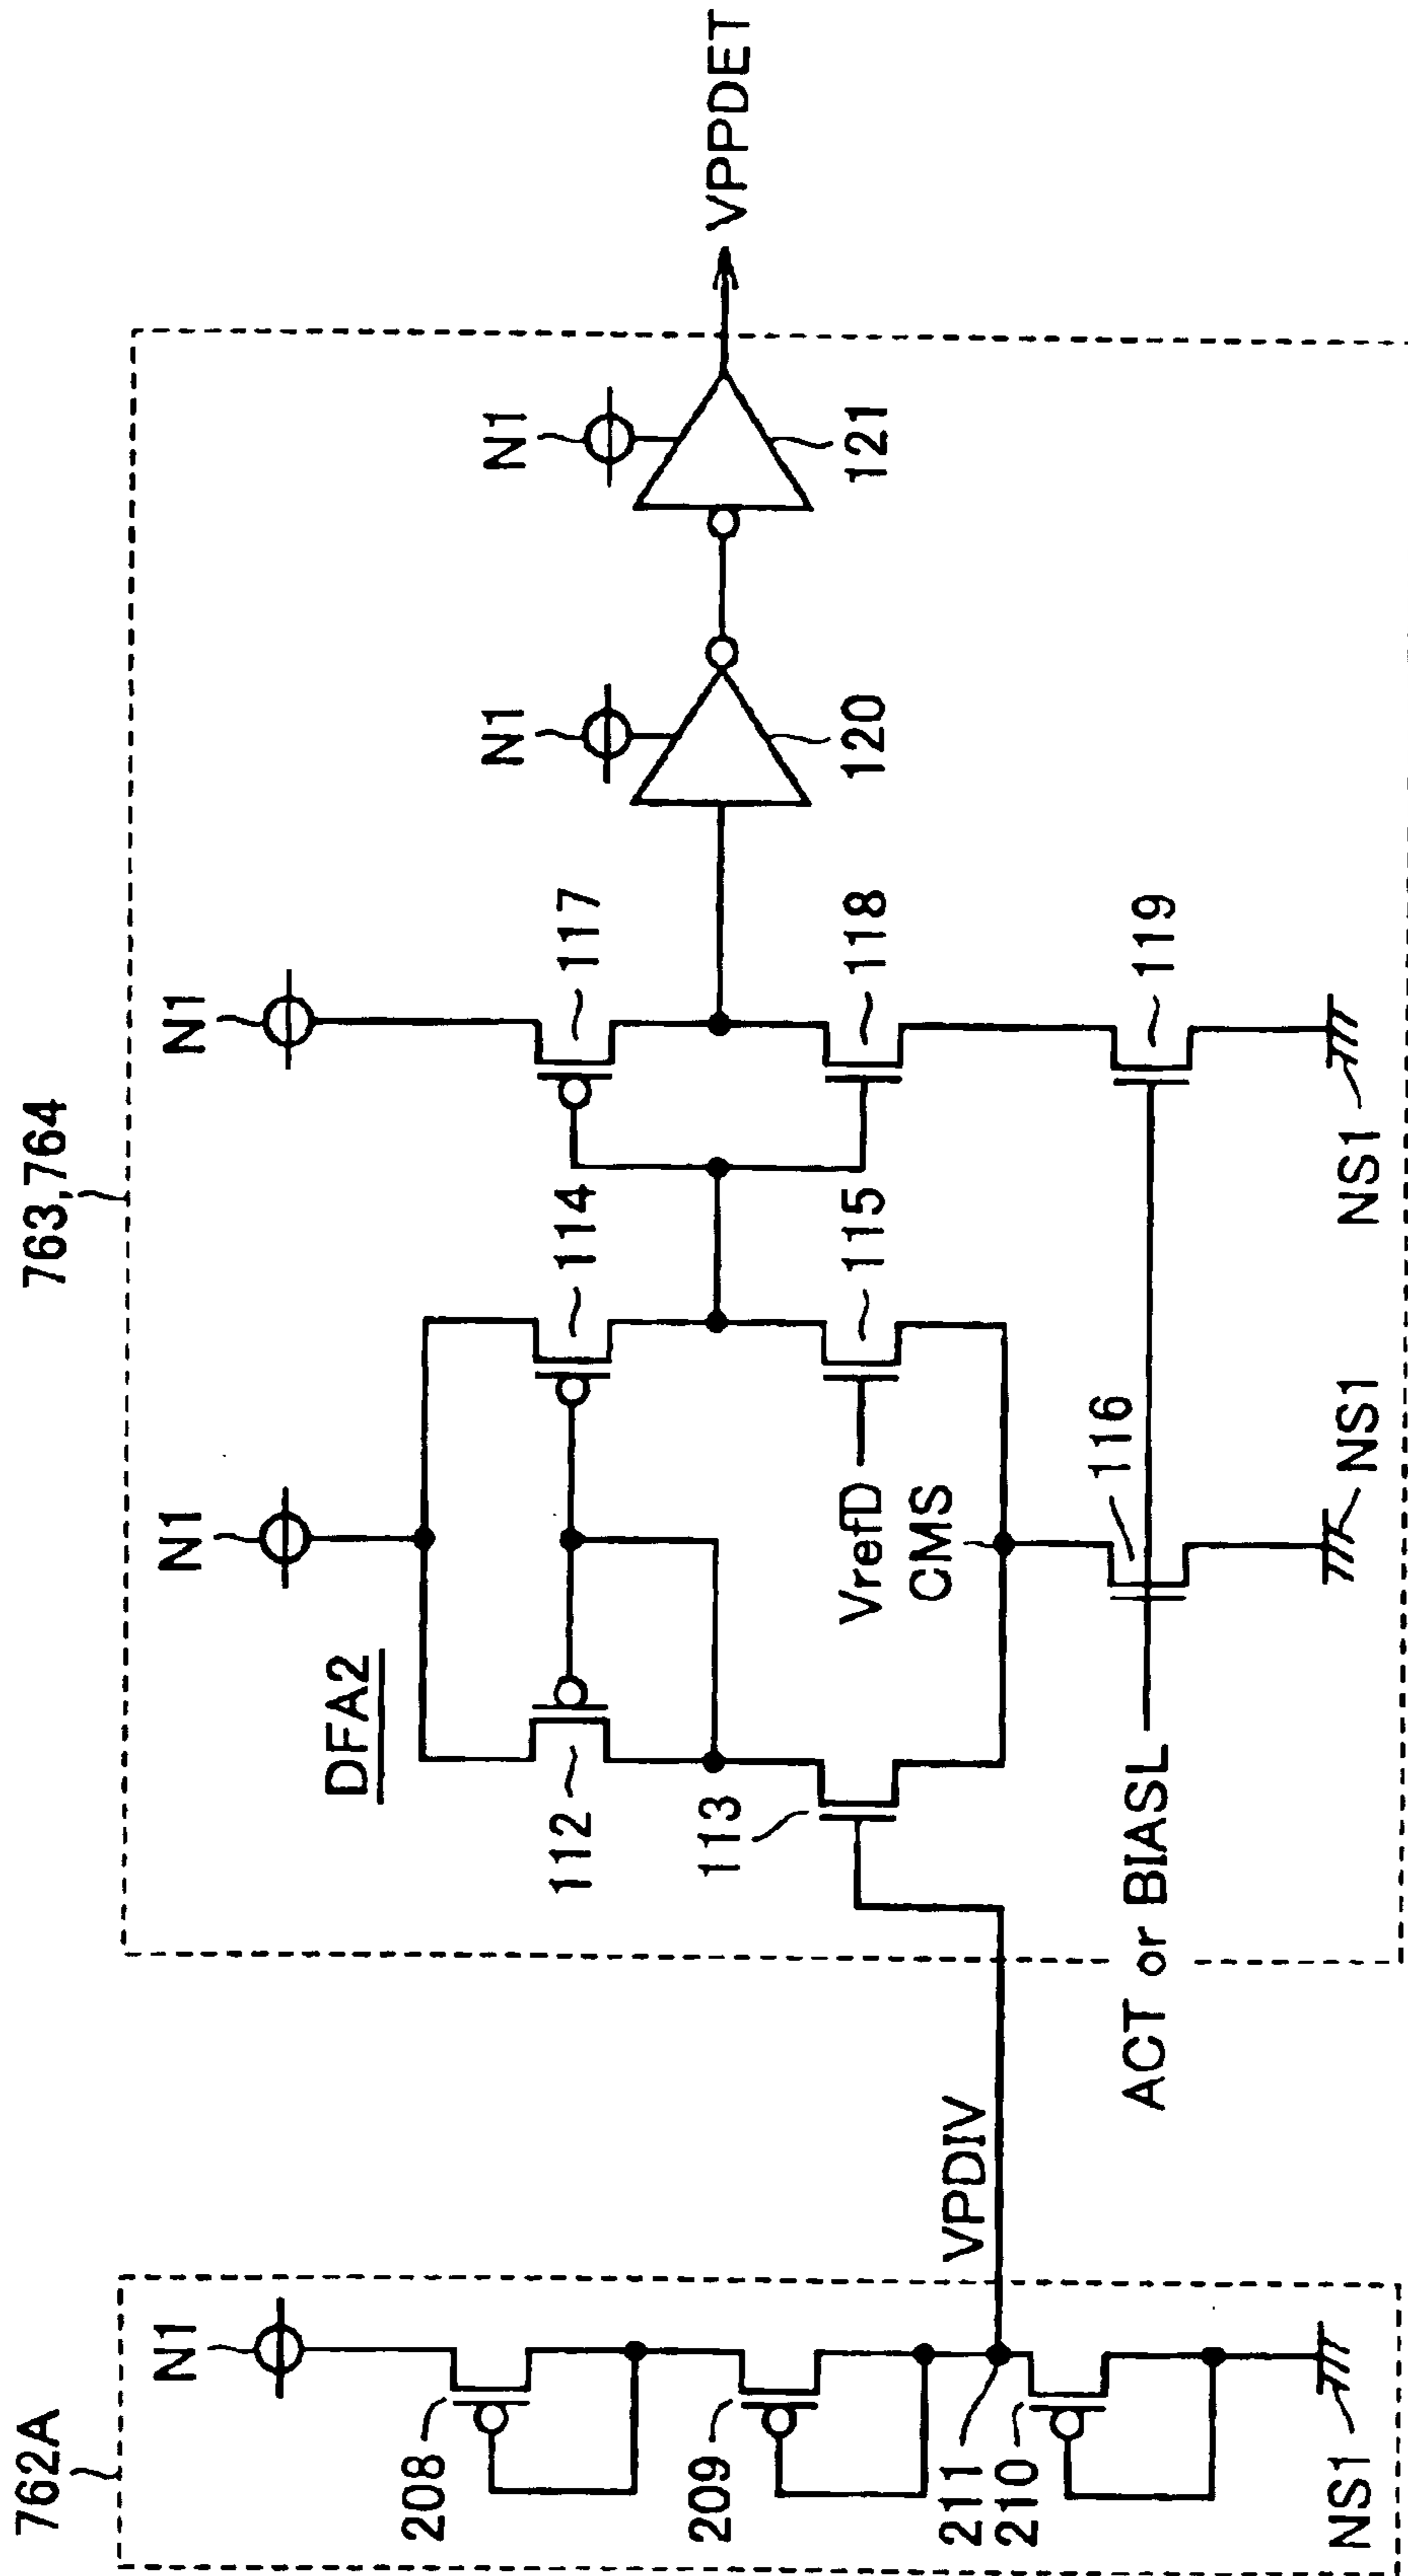 762A
N1
208
209
211
210
NS1
VPDIV
763,764
DFA2
N1
112
113
114
VrefD
115
CMS
116
NS1
ACT or BIASL
N1
117
118
119
NS1
N1
120
N1
121
VPPDET